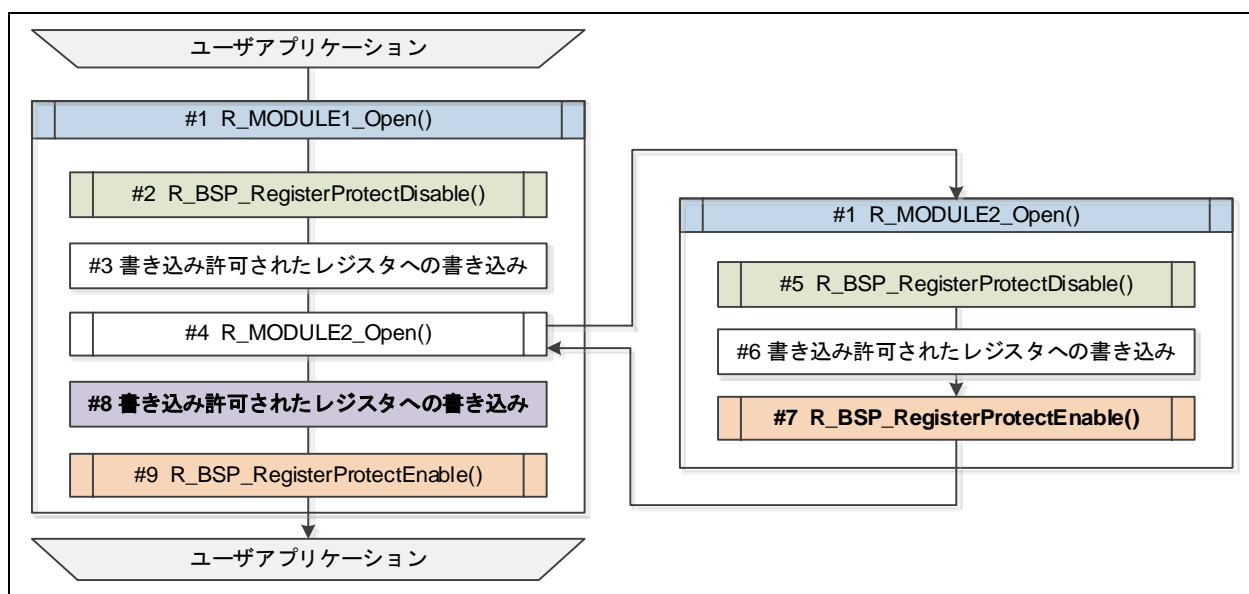 ユーザアプリケーション
#1 R_MODULE1_Open()
#2 R_BSP_RegisterProtectDisable()
#3 書き込み許可されたレジスタへの書き込み
#4 R_MODULE2_Open()
#8 書き込み許可されたレジスタへの書き込み
#9 R_BSP_RegisterProtectEnable()
ユーザアプリケーション
#1 R_MODULE2_Open()
#5 R_BSP_RegisterProtectDisable()
#6 書き込み許可されたレジスタへの書き込み
#7 R_BSP_RegisterProtectEnable()